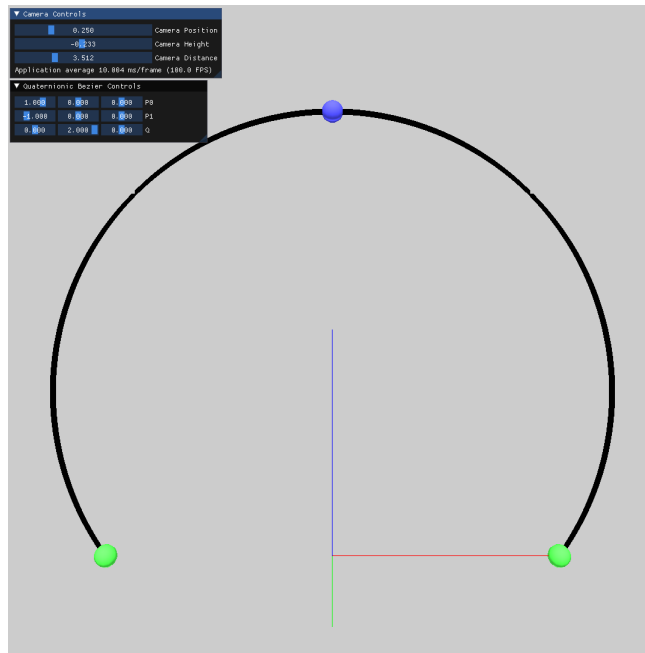 ▼ Camera Controls
0.250 Camera Position
-0.233 Camera Height
3.512 Camera Distance
Application average 10.004 ms/frame (100.0 FPS)
▼ Quaternionic Bezier Controls
1.000 0.000 0.000 P0
-1.000 0.000 0.000 P1
0.000 2.000 0.000 Q